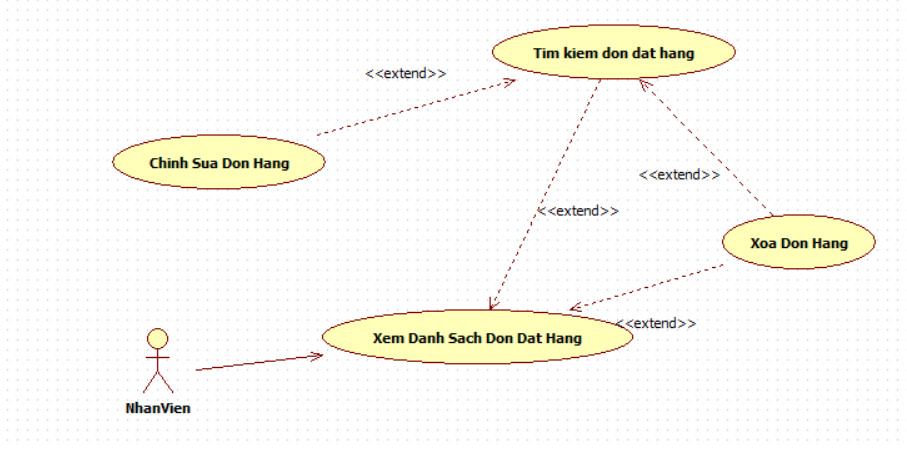 Tim kiem don dat hang
<<extend>>
Chinh Sua Don Hang
<<extend>>
<<extend>>
Xoa Don Hang
<<extend>>
Xem Danh Sach Don Dat Hang
NhanVien